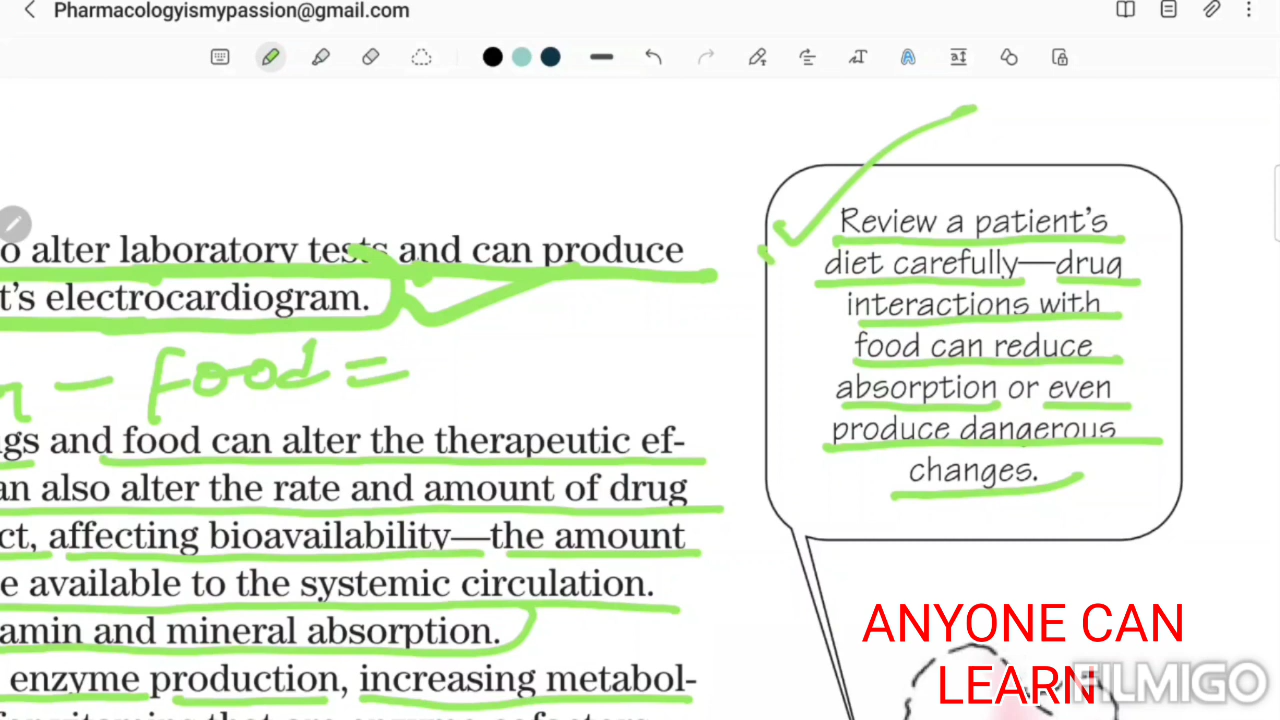 Pharmacologyismypassion@gmail.com
o alter laboratory tests and can produce
t's electrocardiogram.
- food =
gs and food can alter the therapeutic ef-
an also alter the rate and amount of drug
ct, affecting bioavailability—the amount
e available to the systemic circulation.
amin and mineral absorption.
enzyme production, increasing metabol-
Review a patient's
diet carefully—drug
interactions with
food can reduce
absorption or even
produce dangerous
changes.
ANYONE CAN
LEARN
FILMIGO